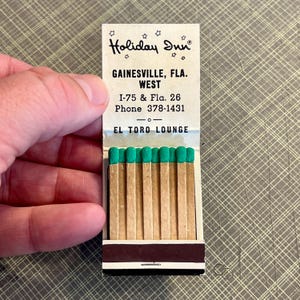 Holiday Inn®
GAINESVILLE, FLA.
WEST
I-75 & Fla. 26
Phone 378-1431
EL TORO LOUNGE